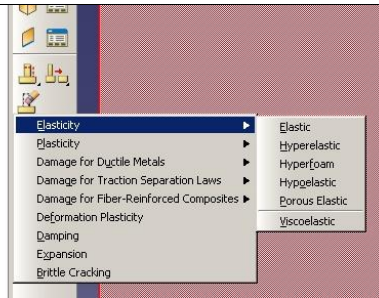 Elasticity
Plasticity
Damage for Ductile Metals
Damage for Traction Separation Laws
Damage for Fiber-Reinforced Composites
Deformation Plasticity
Damping
Expansion
Brittle Cracking
Elastic
Hyperelastic
Hyperfoam
Hypoelastic
Porous Elastic
Viscoelastic